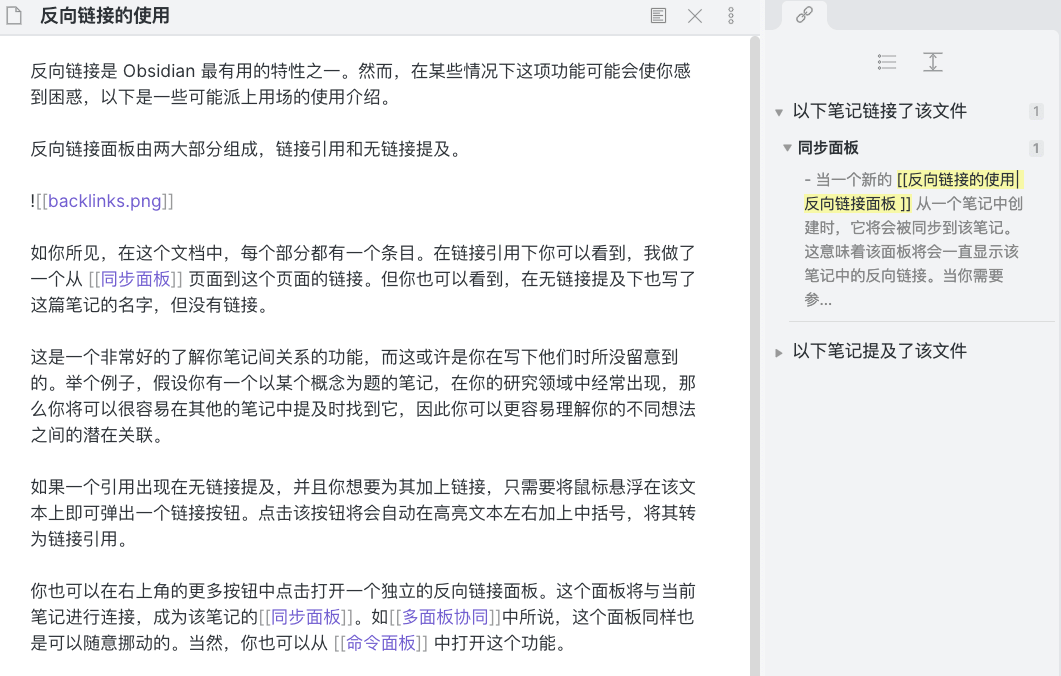 反向链接的使用
反向链接是 Obsidian 最有用的特性之一。然而，在某些情况下这项功能可能会使你感
到困惑，以下是一些可能派上用场的使用介绍。
反向链接面板由两大部分组成，链接引用和无链接提及。
![[backlinks.png]]
如你所见，在这个文档中，每个部分都有一个条目。在链接引用下你可以看到，我做了
一个从 [[同步面板]] 页面到这个页面的链接。但你也可以看到，在无链接提及下也写了
这篇笔记的名字，但没有链接。
这是一个非常好的了解你笔记间关系的功能，而这或许是你在写下他们时所没留意到
的。举个例子，假设你有一个以某个概念为题的笔记，在你的研究领域中经常出现，那
么你将可以很容易在其他的笔记中提及时找到它，因此你可以更容易理解你的不同想法
之间的潜在关联。
如果一个引用出现在无链接提及，并且你想要为其加上链接，只需要将鼠标悬浮在该文
本上即可弹出一个链接按钮。点击该按钮将会自动在高亮文本左右加上中括号，将其转
为链接引用。
你也可以在右上角的更多按钮中点击打开一个独立的反向链接面板。这个面板将与当前
笔记进行连接，成为该笔记的[[同步面板]]。如[[多面板协同]]中所说，这个面板同样也
是可以随意挪动的。当然，你也可以从 [[命令面板]] 中打开这个功能。
以下笔记链接了该文件 1
同步面板 1
- 当一个新的 [[反向链接的使用|
反向链接面板 ]] 从一个笔记中创
建时，它将会被同步到该笔记。
这意味着该面板将会一直显示该
笔记中的反向链接。当你需要
参...
以下笔记提及了该文件